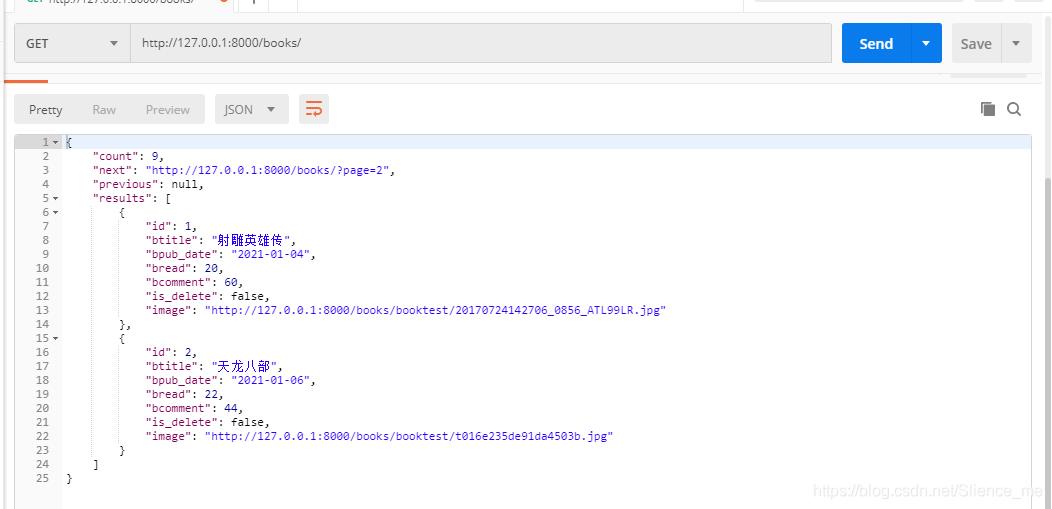 GET http://127.0.0.1:8000/books/
GET http://127.0.0.1:8000/books/ Send Save
Pretty Raw Preview JSON
1 {
2 "count": 9,
3 "next": "http://127.0.0.1:8000/books/?page=2",
4 "previous": null,
5 "results": [
6 {
7 "id": 1,
8 "btitle": "射雕英雄传",
9 "bpub_date": "2021-01-04",
10 "bread": 20,
11 "bcomment": 60,
12 "is_delete": false,
13 "image": "http://127.0.0.1:8000/books/booktest/20170724142706_0856_ATL99LR.jpg"
14 },
15 {
16 "id": 2,
17 "btitle": "天龙八部",
18 "bpub_date": "2021-01-06",
19 "bread": 22,
20 "bcomment": 44,
21 "is_delete": false,
22 "image": "http://127.0.0.1:8000/books/booktest/t016e235de91da4503b.jpg"
23 }
24 ]
25 }
https://blog.csdn.net/Slience_me